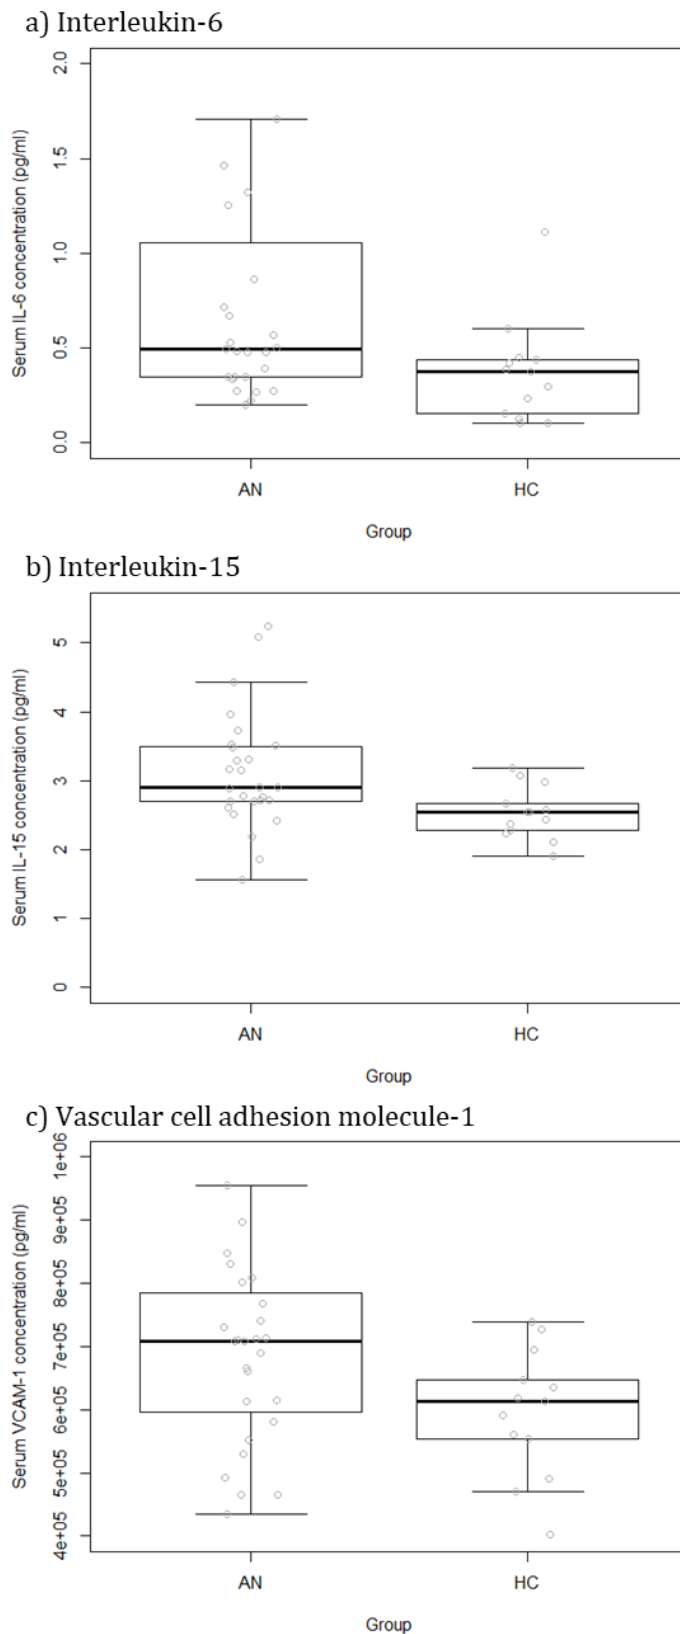 a) Interleukin-6
Serum IL-6 concentration (pg/ml)
2.0
1.5
1.0
0.5
0.0
AN
HC
Group
b) Interleukin-15
Serum IL-15 concentration (pg/ml)
5
4
3
2
1
0
AN
HC
Group
c) Vascular cell adhesion molecule-1
Serum VCAM-1 concentration (pg/ml)
1e+06
9e+05
8e+05
7e+05
6e+05
5e+05
4e+05
AN
HC
Group